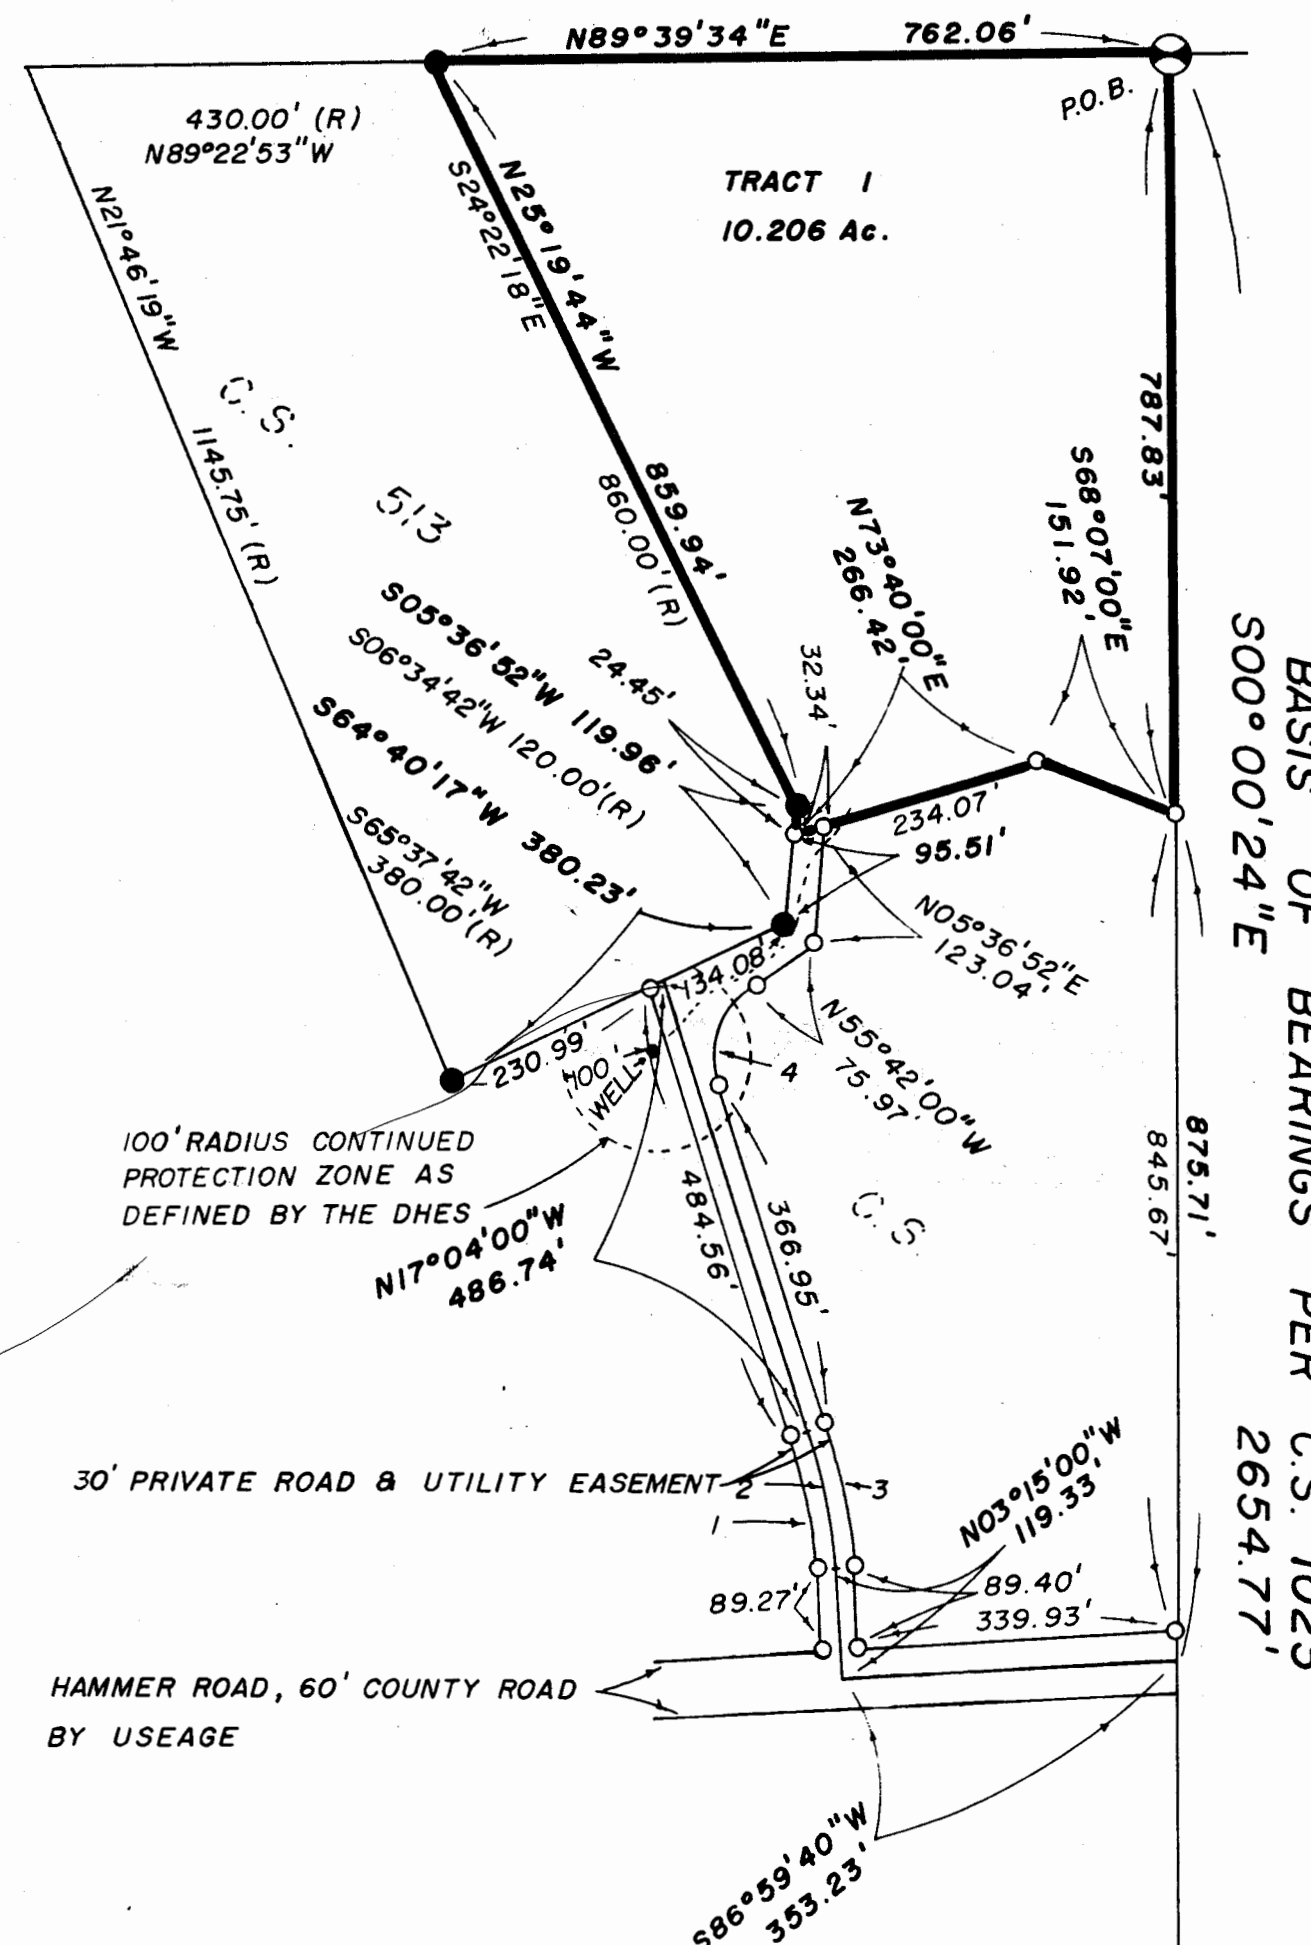 N89°39'34"E 762.06'
P.O.B.
430.00' (R)
N89°22'53"W
TRACT 1
10.206 Ac.
N25°19'44"W
S24°22'18"E
N21°46'19"W
1145.75' (R)
C. S.
513
859.94'
860.00' (R)
787.83'
S68°07'00"E
151.92'
N73°40'00"E
266.42'
S05°36'52"W 119.96'
S06°34'42"W 120.00'(R)
24.45'
32.34'
S64°40'17"W 380.23'
S65°37'42"W
380.00'(R)
234.07'
95.51'
N05°36'52"E
123.04'
134.08'
230.99'
100'
WELL
4
N55°42'00"W
75.97'
BASIS OF BEARINGS PER C.S. 1025
S00°00'24"E 2654.77'
100' RADIUS CONTINUED
PROTECTION ZONE AS
DEFINED BY THE DHES
N17°04'00"W
486.74'
484.56'
366.95'
C. S.
875.71'
845.67'
30' PRIVATE ROAD & UTILITY EASEMENT
2
3
1
N03°15'00"W
119.33'
89.27'
89.40'
339.93'
HAMMER ROAD, 60' COUNTY ROAD
BY USEAGE
S86°59'40"W
353.23'